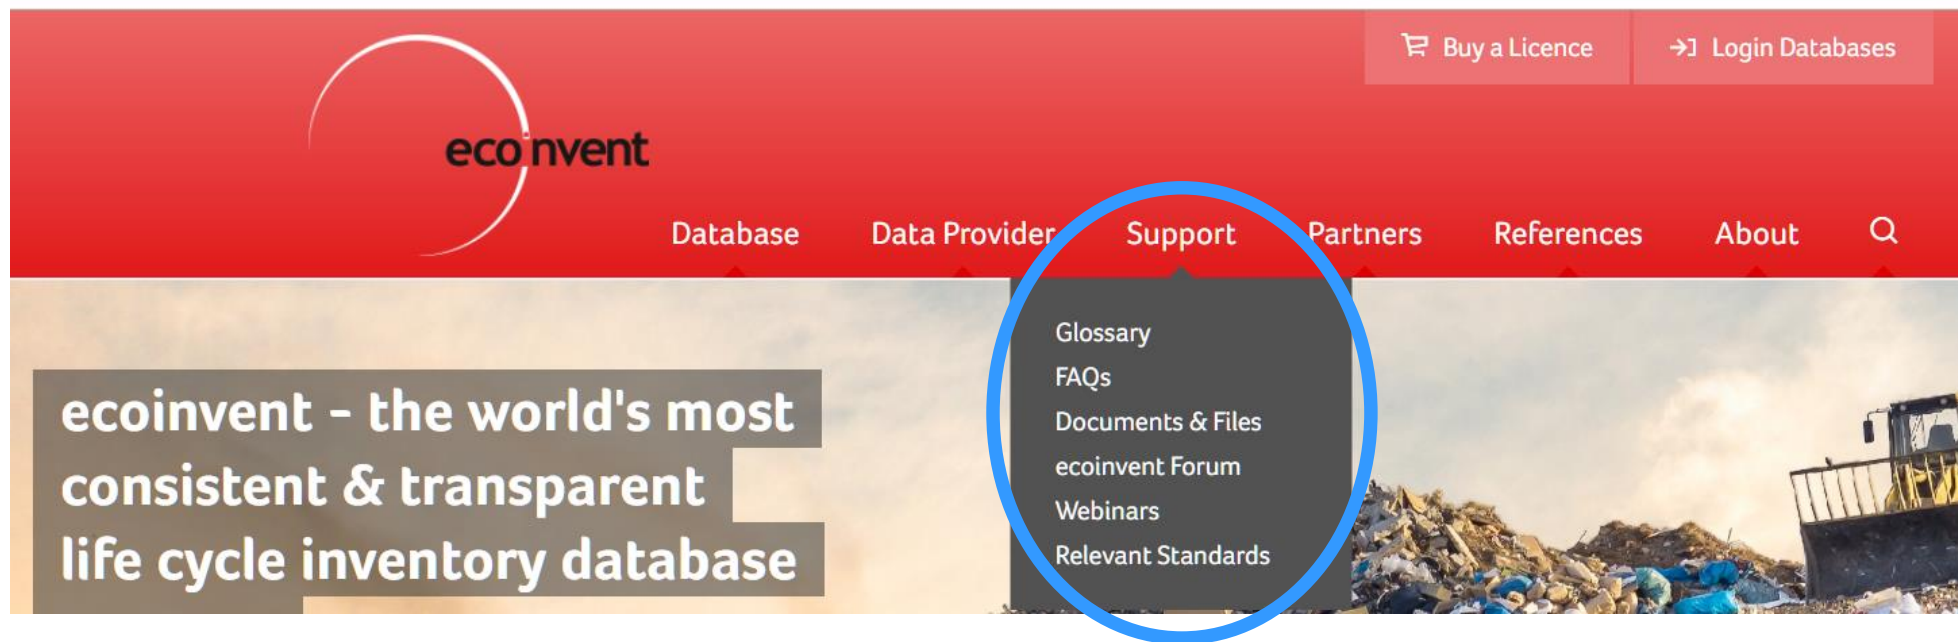 Buy a Licence
Login Databases
ecoinvent
Database
Data Provider
Support
Partners
References
About
Glossary
FAQs
Documents & Files
ecoinvent Forum
Webinars
Relevant Standards
ecoinvent - the world's most
consistent & transparent
life cycle inventory database